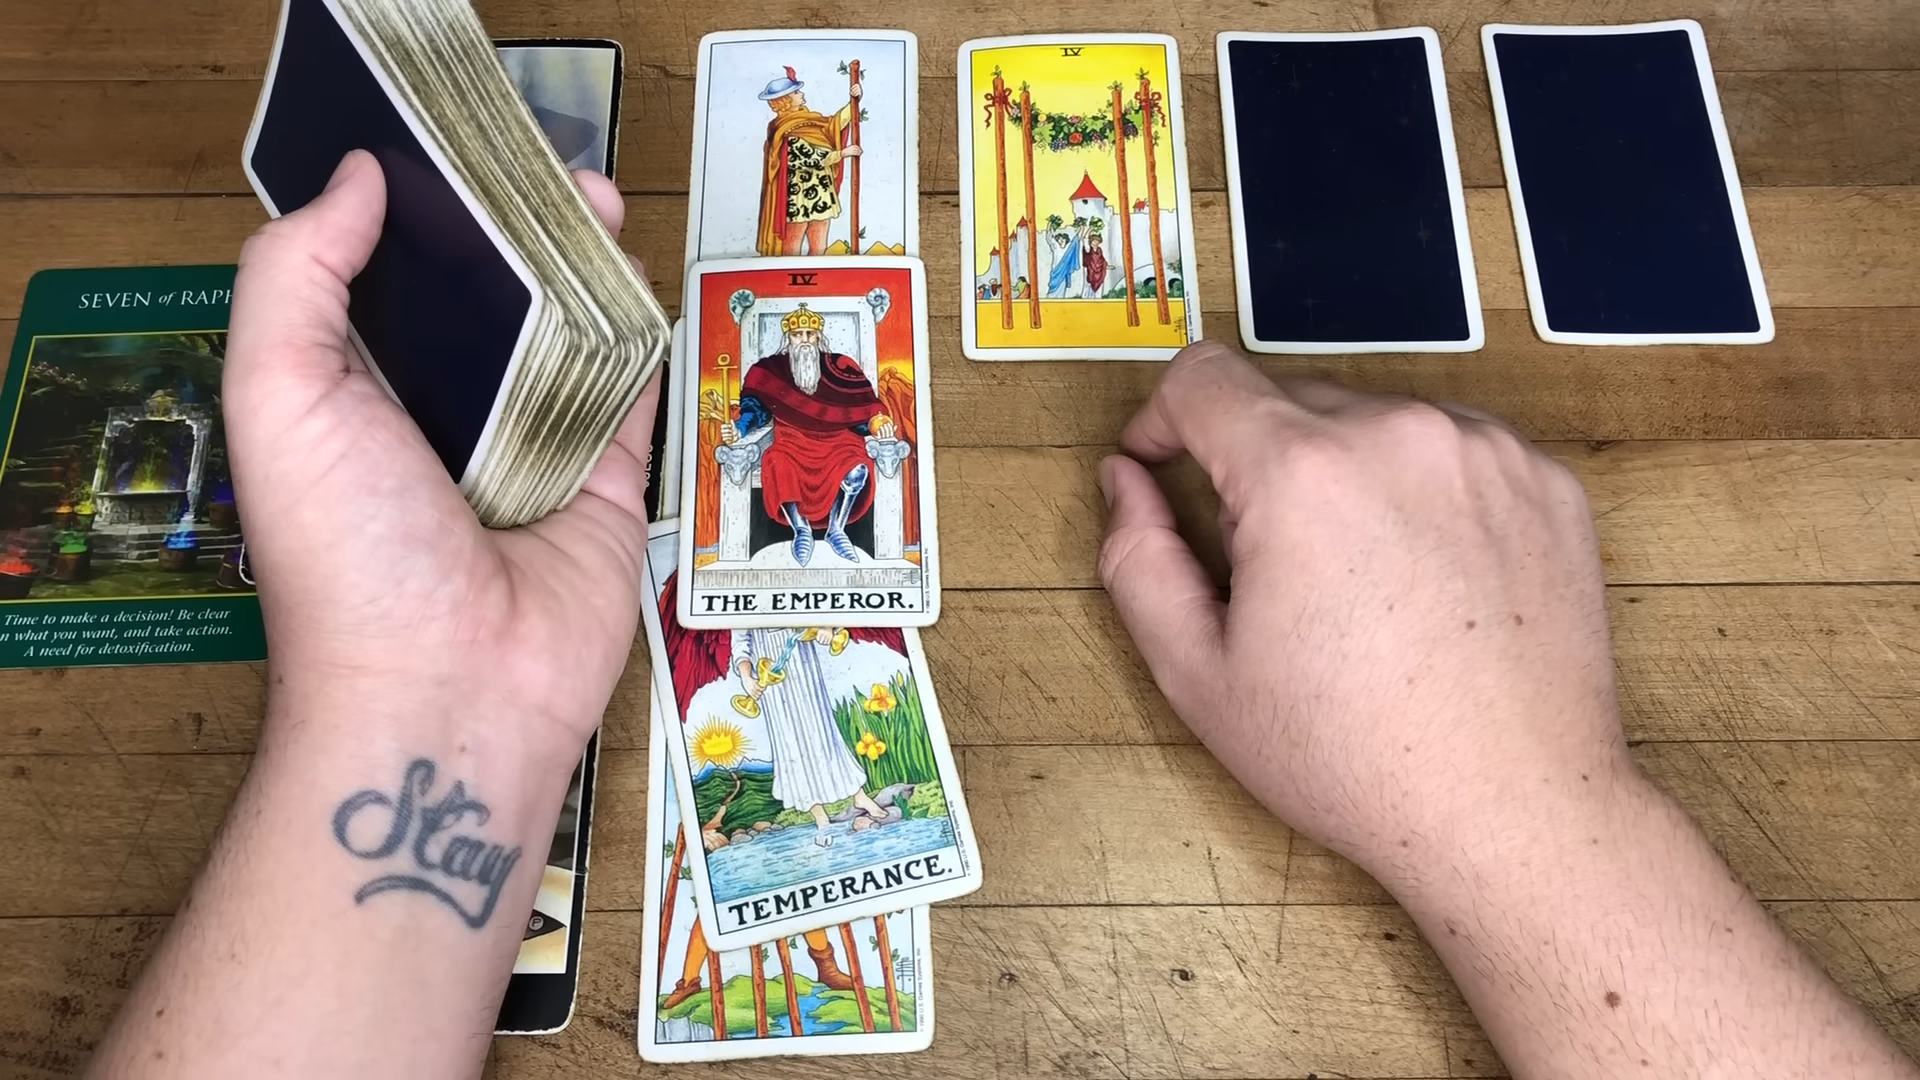 SEVEN of RAPH
Time to make a decision! Be clear
n what you want, and take action.
A need for detoxification.
Stay
IV
THE EMPEROR.
TEMPERANCE.
IV